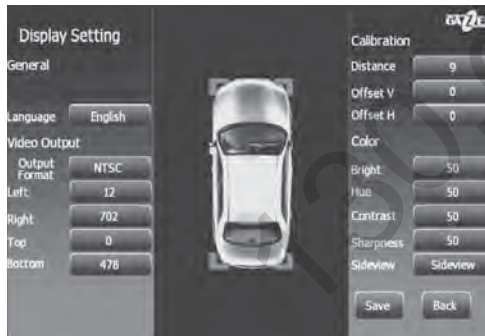 Display Setting
General
Language English
Video Output
Output Format NTSC
Left 12
Right 702
Top 0
Bottom 478
Calibration
Distance 9
Offset V 0
Offset H 0
Color
Bright 50
Hue 50
Contrast 50
Sharpness 50
Sideview Sideview
Save Back